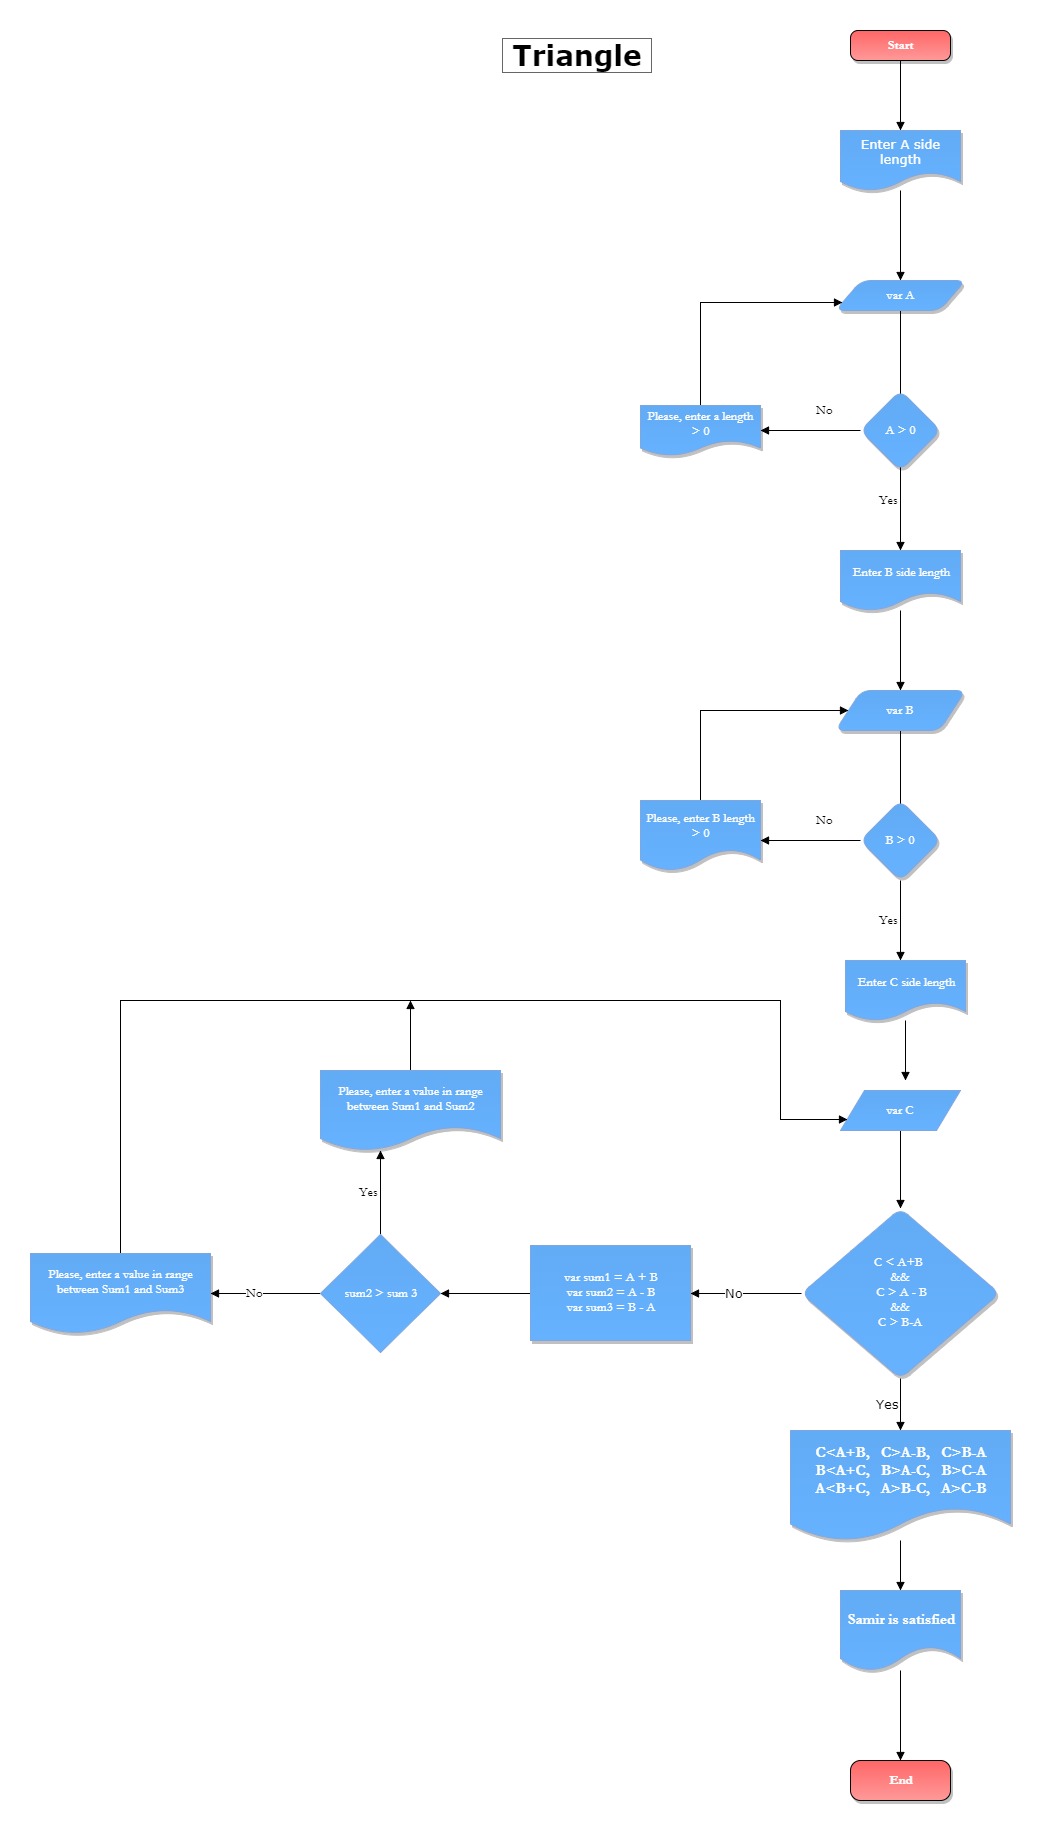 Triangle
Start
Enter A side
length
var A
Please, enter a length
> 0
No
A > 0
Yes
Enter B side length
var B
Please, enter B length
> 0
No
B > 0
Yes
Enter C side length
Please, enter a value in range
between Sum1 and Sum2
var C
Yes
C < A+B
&&
C > A - B
&&
C > B-A
No
var sum1 = A + B
var sum2 = A - B
var sum3 = B - A
sum2 > sum 3
No
Please, enter a value in range
between Sum1 and Sum3
Yes
C<A+B, C>A-B, C>B-A
B<A+C, B>A-C, B>C-A
A<B+C, A>B-C, A>C-B
Samir is satisfied
End